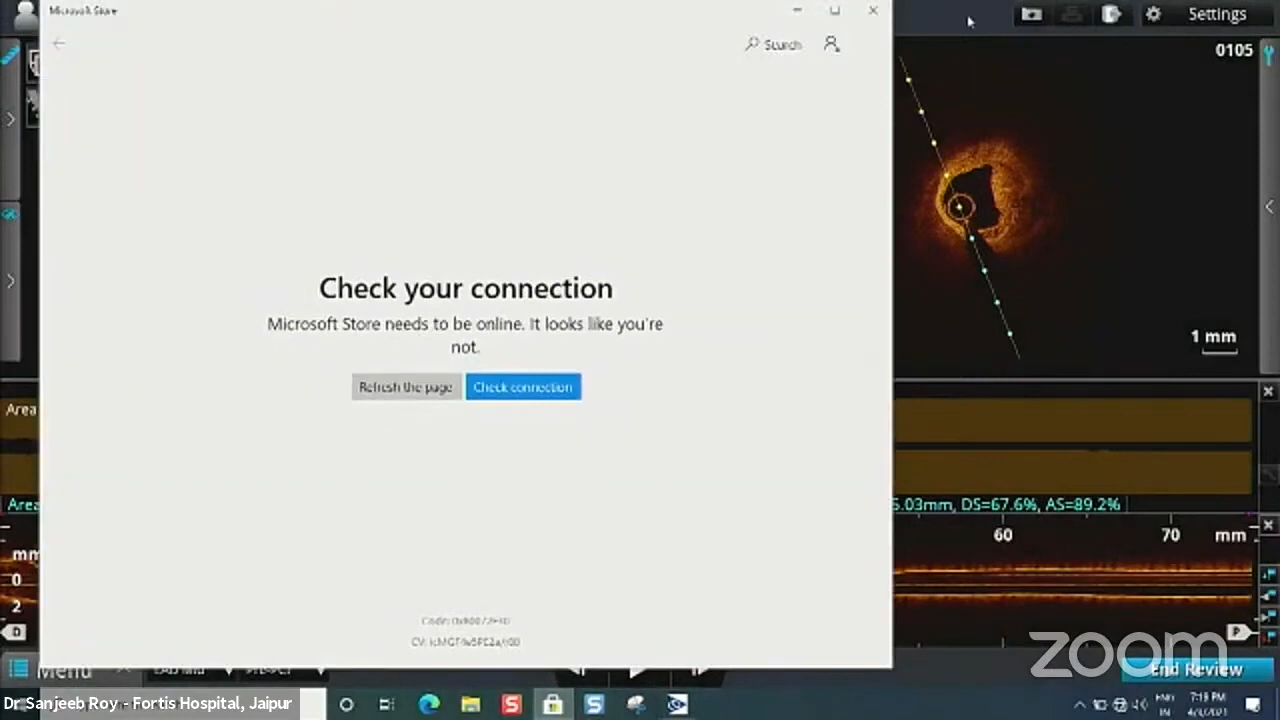 Microsoft Store
Settings
Search
0105
Check your connection
Microsoft Store needs to be online. It looks like you're
not.
1 mm
Refresh the page
Check connection
Area
Area
5.03mm, DS=67.6%, AS=89.2%
60
70
mm
mm
0
2
D
P
Menu
zoom
End Review
Dr Sanjeeb Roy - Fortis Hospital, Jaipur
7:19 PM